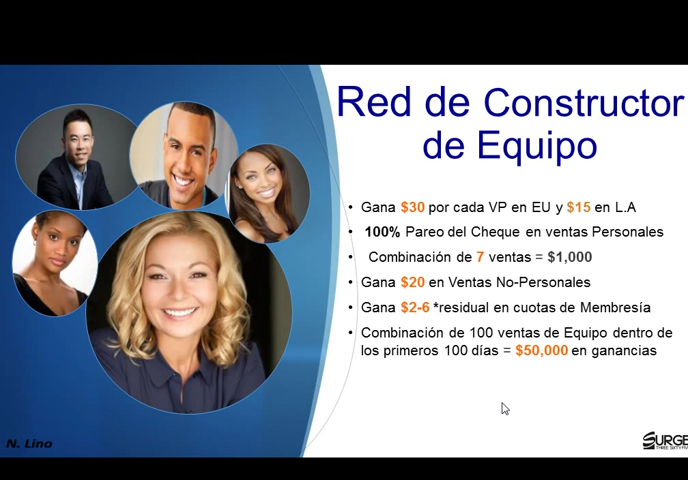 Red de Constructor
de Equipo
• Gana $30 por cada VP en EU y $15 en L.A
• 100% Pareo del Cheque en ventas Personales
• Combinación de 7 ventas = $1,000
• Gana $20 en Ventas No-Personales
• Gana $2-6 *residual en cuotas de Membresía
• Combinación de 100 ventas de Equipo dentro de
los primeros 100 días = $50,000 en ganancias
N. Lino
SURGE